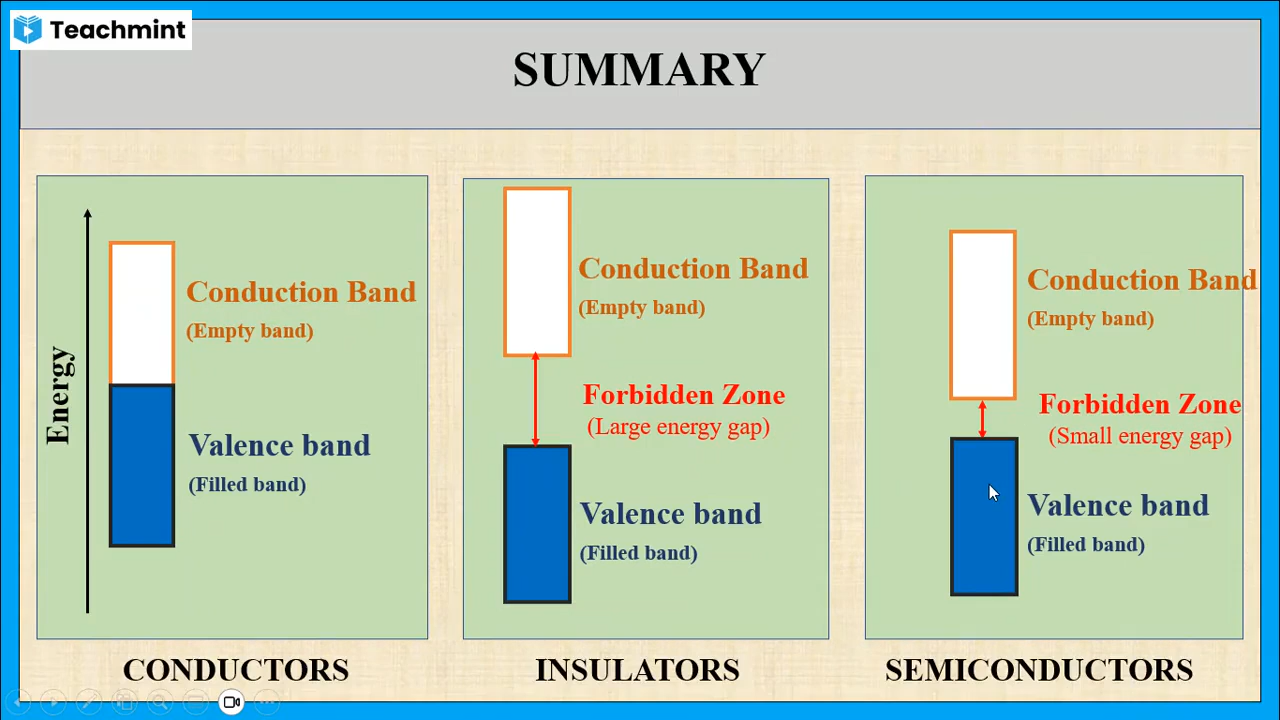 Teachmint
SUMMARY
Energy
Conduction Band
(Empty band)
Valence band
(Filled band)
CONDUCTORS
Conduction Band
(Empty band)
Forbidden Zone
(Large energy gap)
Valence band
(Filled band)
INSULATORS
Conduction Band
(Empty band)
Forbidden Zone
(Small energy gap)
Valence band
(Filled band)
SEMICONDUCTORS